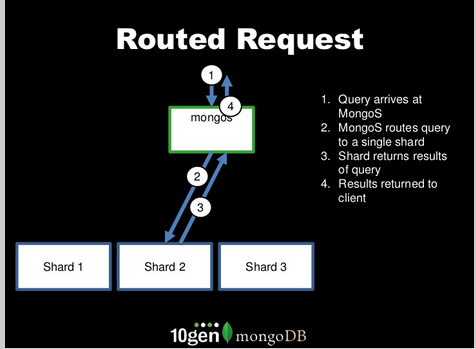 Routed Request
1
4
mongos
1. Query arrives at
MongoS
2. MongoS routes query
to a single shard
3. Shard returns results
of query
4. Results returned to
client
2
3
Shard 1
Shard 2
Shard 3
10gen mongoDB